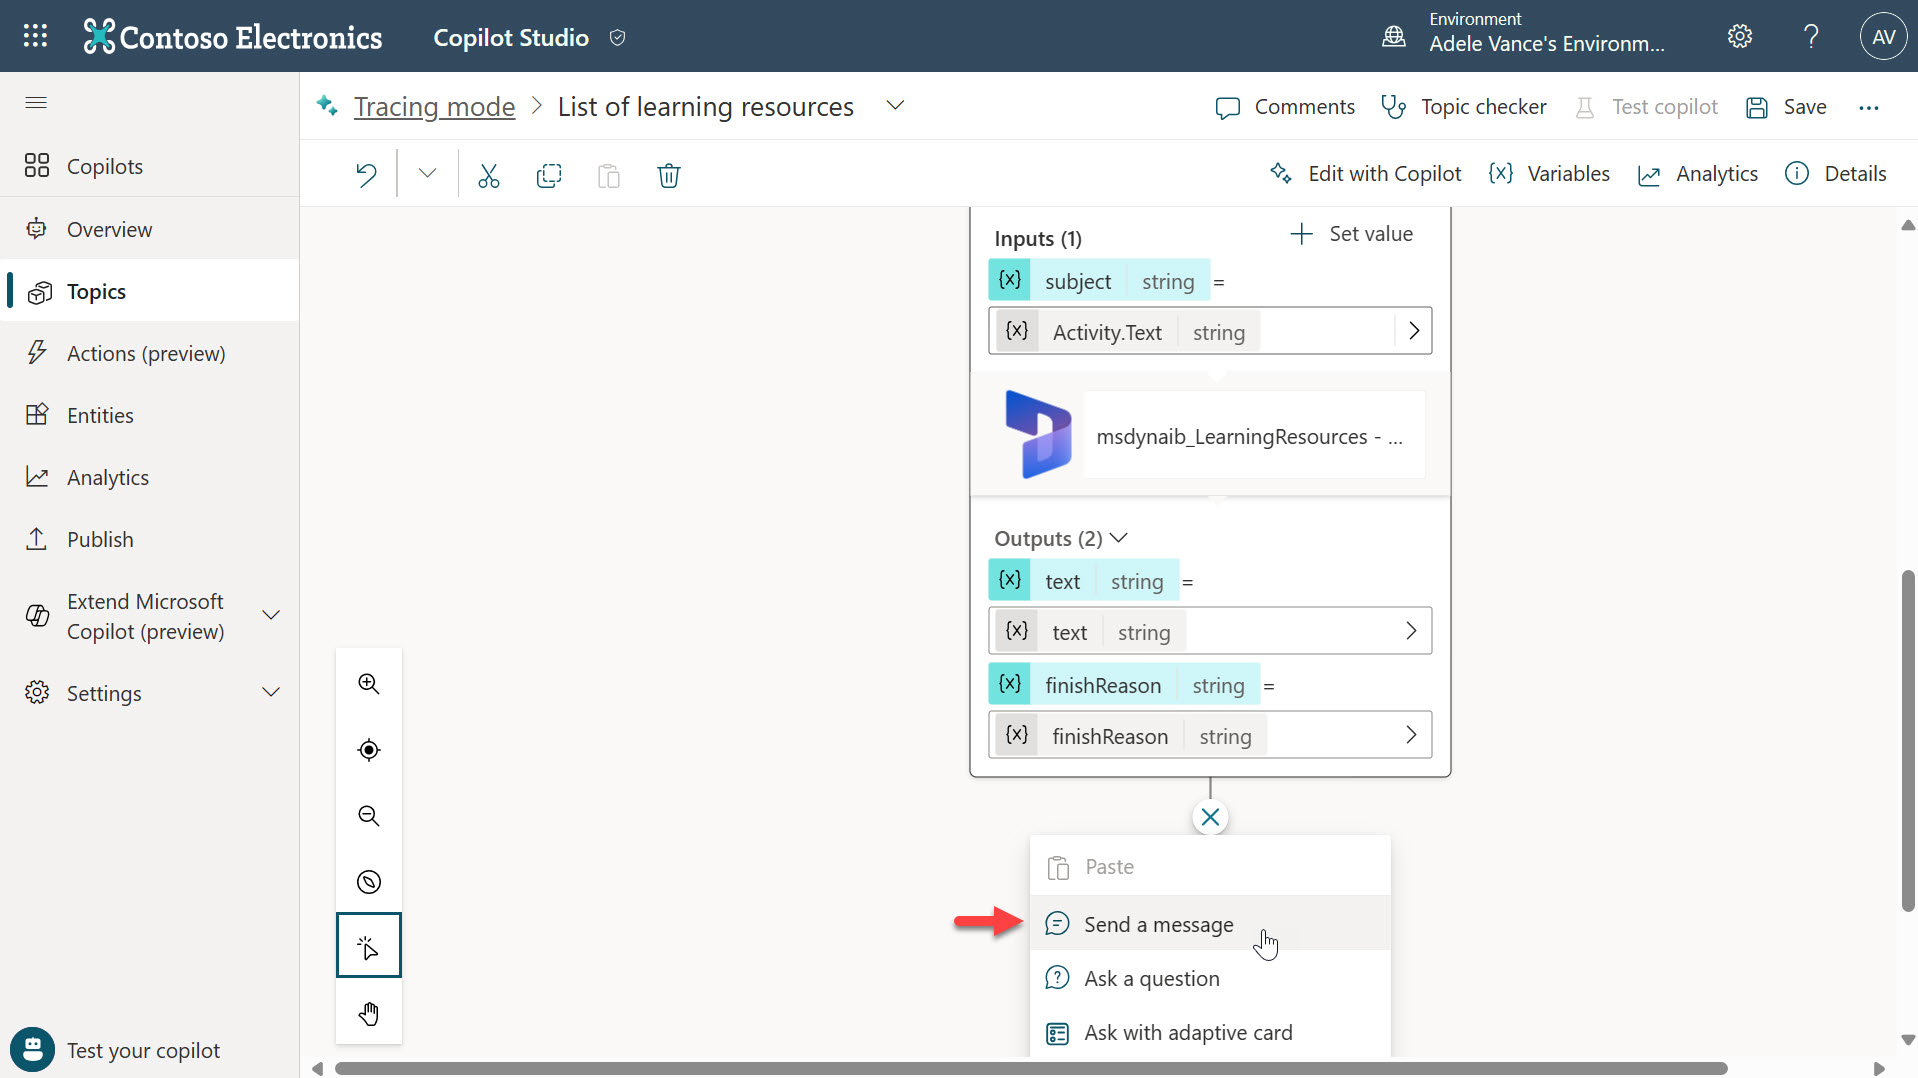 Contoso Electronics
Copilot Studio
Environment
Adele Vance's Environm...
?
AV
Tracing mode > List of learning resources
Comments
Topic checker
Test copilot
Save
...
Edit with Copilot
{x} Variables
Analytics
Details
Copilots
Overview
Topics
Actions (preview)
Entities
Analytics
Publish
Extend Microsoft
Copilot (preview)
Settings
Test your copilot
Inputs (1)
+ Set value
{x} subject string =
{x} Activity.Text string
msdynaib_LearningResources - ...
Outputs (2)
{x} text string =
{x} text string
{x} finishReason string =
{x} finishReason string
Paste
Send a message
Ask a question
Ask with adaptive card